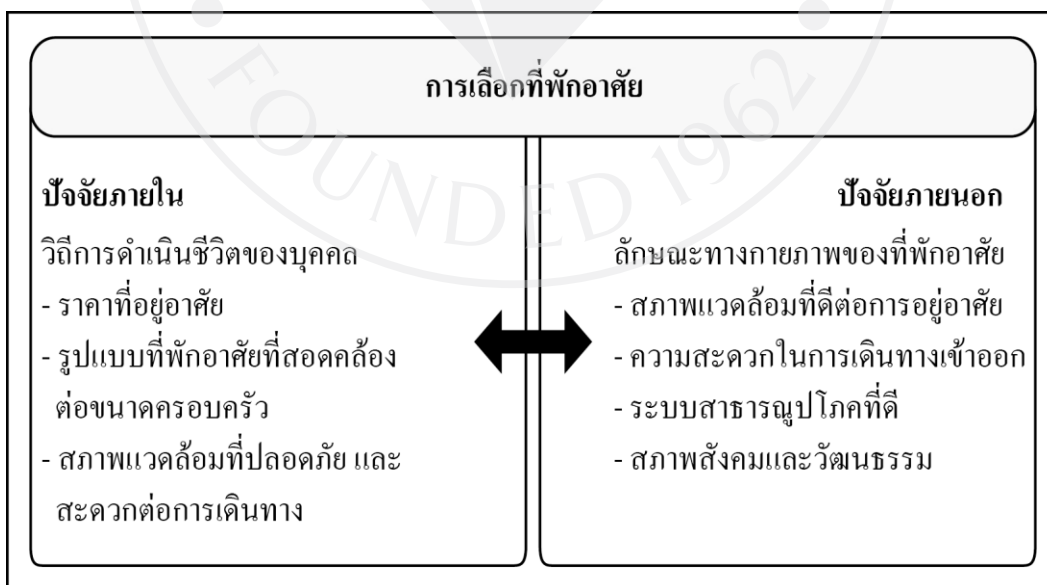 การเลือกที่พักอาศัย
ปัจจัยภายใน
วิถีการดำเนินชีวิตของบุคคล
- ราคาที่อยู่อาศัย
- รูปแบบที่พักอาศัยที่สอดคล้อง
ต่อขนาดครอบครัว
- สภาพแวดล้อมที่ปลอดภัย และ
สะดวกต่อการเดินทาง
ปัจจัยภายนอก
ลักษณะทางกายภาพของที่พักอาศัย
- สภาพแวดล้อมที่ดีต่อการอยู่อาศัย
- ความสะดวกในการเดินทางเข้าออก
- ระบบสาธารณูปโภคที่ดี
- สภาพสังคมและวัฒนธรรม
FOUNDED 1962